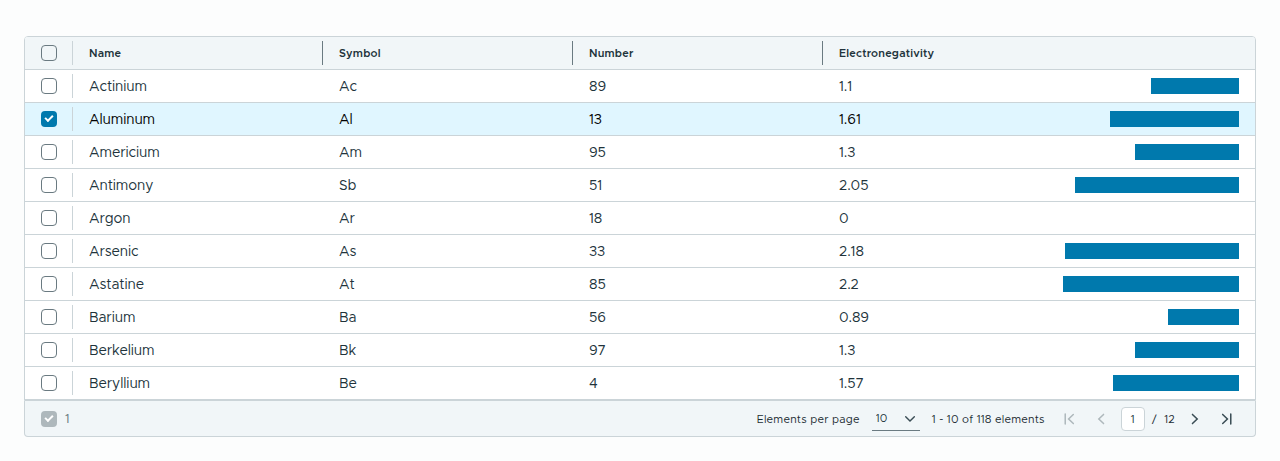 Name Symbol Number Electronegativity
Actinium Ac 89 1.1
Aluminum Al 13 1.61
Americium Am 95 1.3
Antimony Sb 51 2.05
Argon Ar 18 0
Arsenic As 33 2.18
Astatine At 85 2.2
Barium Ba 56 0.89
Berkelium Bk 97 1.3
Beryllium Be 4 1.57
1 Elements per page 10 1 - 10 of 118 elements 1 / 12